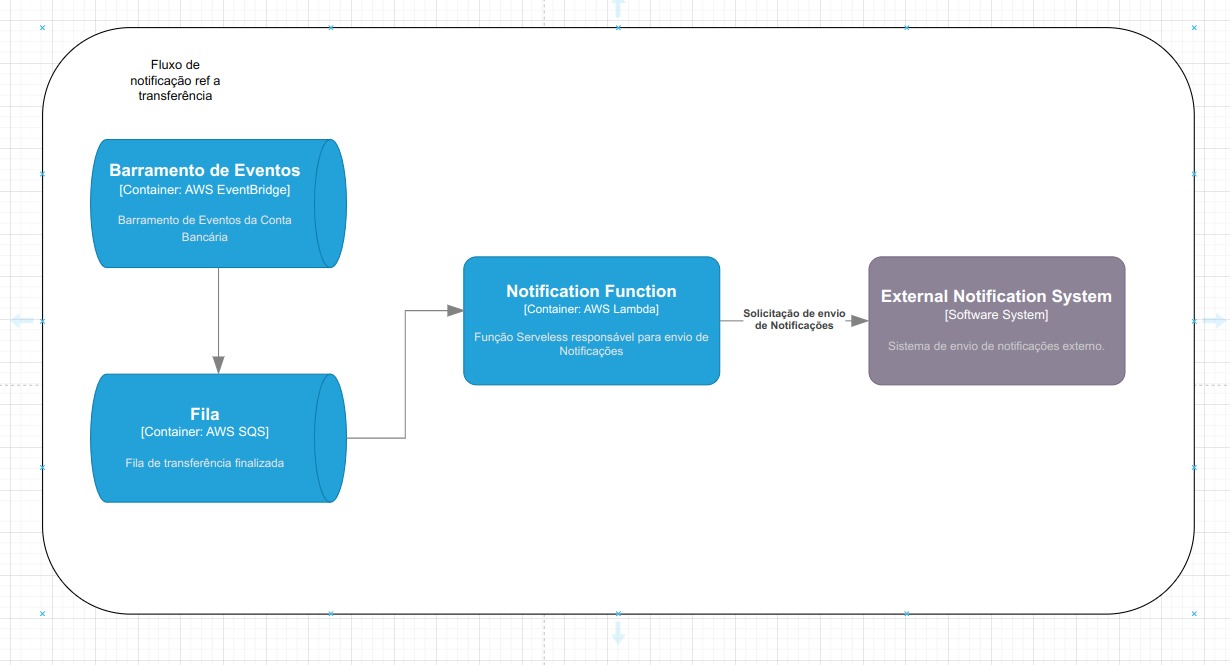 Fluxo de
notificação ref a
transferência
Barramento de Eventos
[Container: AWS EventBridge]
Barramento de Eventos da Conta
Bancária
Fila
[Container: AWS SQS]
Fila de transferência finalizada
Notification Function
[Container: AWS Lambda]
Função Serveless responsável para envio de
Notificações
Solicitação de envio
de Notificações
External Notification System
[Software System]
Sistema de envio de notificações externo.